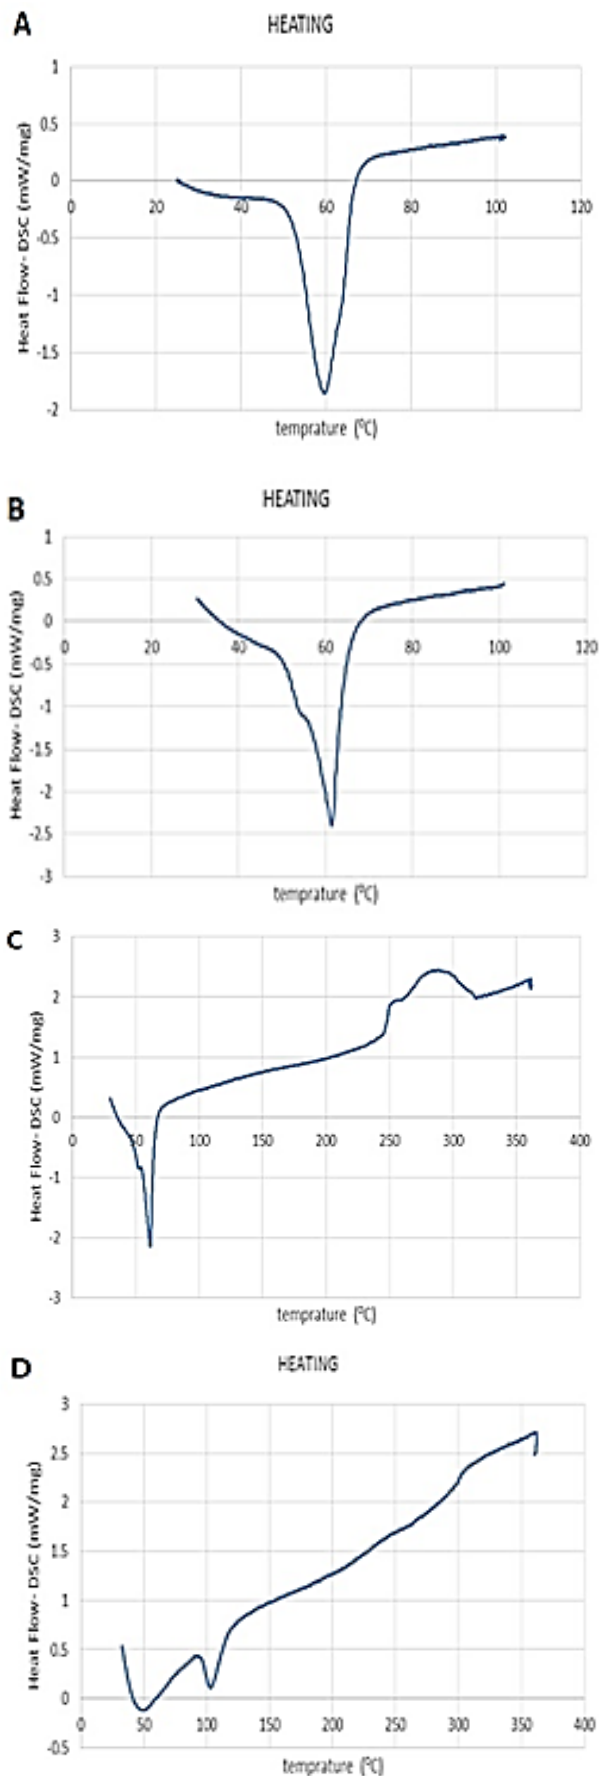 A
HEATING
1
0.5
0
0 20 40 60 80 100 120
-0.5
-1
-1.5
-2
Heat Flow- DSC (mW/mg)
temprature (⁰C)
B
HEATING
1
0.5
0
0 20 40 60 80 100 120
-0.5
-1
-1.5
-2
-2.5
-3
Heat Flow- DSC (mW/mg)
temprature (⁰C)
C
3
2
1
0
0 50 100 150 200 250 300 350 400
-1
-2
-3
Heat Flow- DSC (mW/mg)
temprature (⁰C)
D
HEATING
3
2.5
2
1.5
1
0.5
0
0 50 100 150 200 250 300 350 400
-0.5
Heat Flow- DSC (mW/mg)
temprature (⁰C)